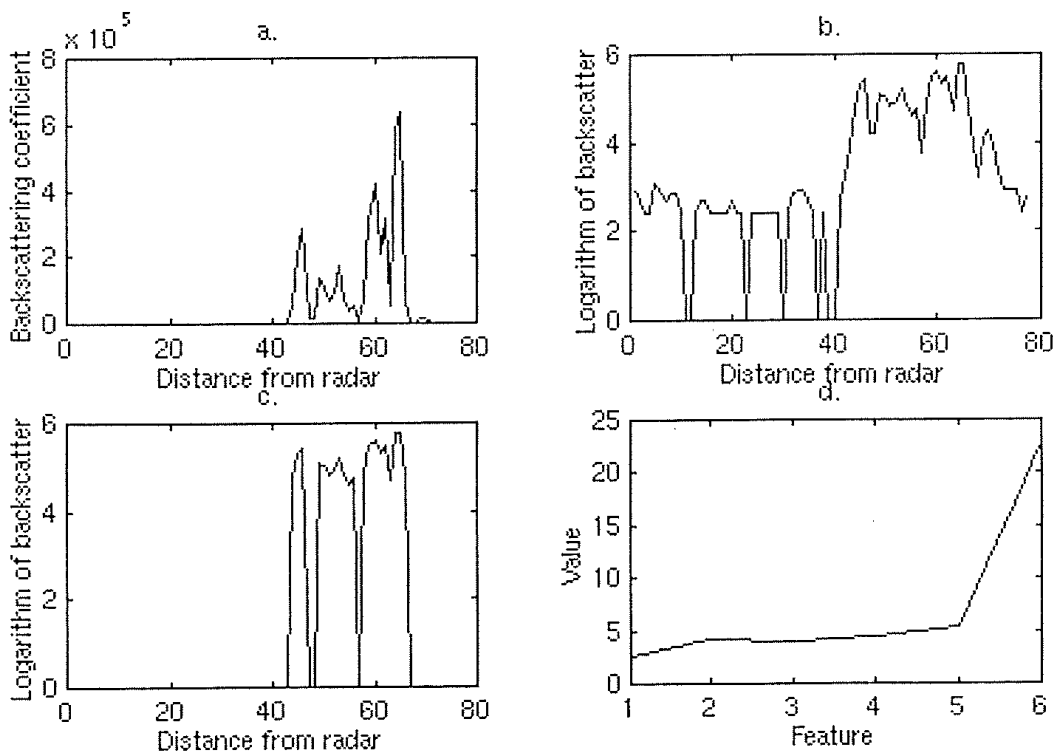 a.
× 10^5
8
6
4
2
0
Backscattering coefficient
0 20 40 60 80
Distance from radar
b.
6
4
2
0
Logarithm of backscatter
0 20 40 60 80
Distance from radar
c.
6
4
2
0
Logarithm of backscatter
0 20 40 60 80
Distance from radar
d.
25
20
15
10
5
0
Value
1 2 3 4 5 6
Feature